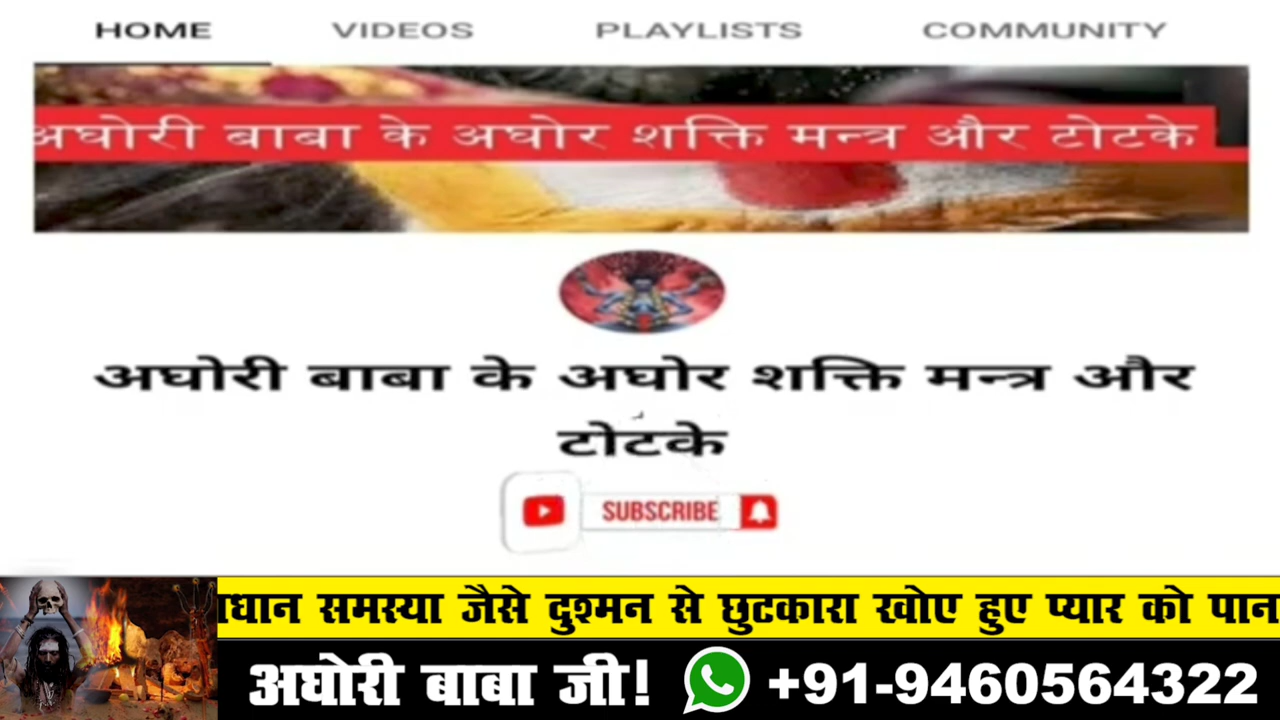 HOME VIDEOS PLAYLISTS COMMUNITY
अघोरी बाबा के अघोर शक्ति मन्त्र और टोटके
अघोरी बाबा के अघोर शक्ति मन्त्र और
टोटके
SUBSCRIBE
समस्या जैसे दुश्मन से छुटकारा खोए हुए प्यार को पान
अघोरी बाबा जी!
+91-9460564322